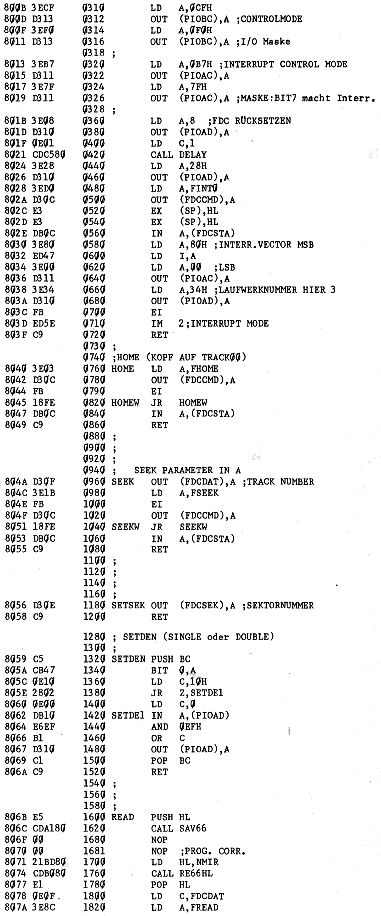 800B 3ECF 0310 LD A,0CFH
800D D313 0312 OUT (PIOBC),A ;CONTROLMODE
800F 3EF0 0314 LD A,0F0H
8011 D313 0316 OUT (PIOBC),A ;I/O Maske
0318 ;
8013 3EB7 0320 LD A,0B7H ;INTERRUPT CONTROL MODE
8015 D311 0322 OUT (PIOAC),A
8017 3E7F 0324 LD A,7FH
8019 D311 0326 OUT (PIOAC),A ;MASKE:BIT7 macht Interr.
0328 ;
801B 3E08 0360 LD A,8 ;FDC RÜCKSETZEN
801D D310 0380 OUT (PIOAD),A
801F 0E01 0400 LD C,1
8021 CDC580 0420 CALL DELAY
8024 3E28 0440 LD A,28H
8026 D310 0460 OUT (PIOAD),A
8028 3ED0 0480 LD A,FINT0
802A D30C 0500 OUT (FDCCMD),A
802C E3 0520 EX (SP),HL
802D E3 0540 EX (SP),HL
802E DB0C 0560 IN A,(FDCSTA)
8030 3E80 0580 LD A,80H ;INTERR.VECTOR MSB
8032 ED47 0600 LD I,A
8034 3E00 0620 LD A,00 ;LSB
8036 D311 0640 OUT (PIOAC),A
8038 3E34 0660 LD A,34H ;LAUFWERKNUMMER HIER 3
803A D310 0680 OUT (PIOAD),A
803C FB 0700 EI
803D ED5E 0710 IM 2;INTERRUPT MODE
803F C9 0720 RET
0730 ;
0740 ;HOME (KOPF AUF TRACK00)
8040 3E03 0760 HOME LD A,FHOME
8042 D30C 0780 OUT (FDCCMD),A
8044 FB 0790 EI
8045 18FE 0820 HOMEW JR HOMEW
8047 DB0C 0840 IN A,(FDCSTA)
8049 C9 0860 RET
0880 ;
0900 ;
0920 ;
0940 ; SEEK PARAMETER IN A
804A D30F 0960 SEEK OUT (FDCDAT),A ;TRACK NUMBER
804C 3E1B 0980 LD A,FSEEK
804E FB 1000 EI
804F D30C 1020 OUT (FDCCMD),A
8051 18FE 1040 SEEKW JR SEEKW
8053 DB0C 1060 IN A,(FDCSTA)
8055 C9 1080 RET
1100 ;
1120 ;
1140 ;
1160 ;
8056 D30E 1180 SETSEK OUT (FDCSEK),A ;SEKTORNUMMER
8058 C9 1200 RET
1280 ; SETDEN (SINGLE oder DOUBLE)
1300 ;
8059 C5 1320 SETDEN PUSH BC
805A CB47 1340 BIT 0,A
805C 0E10 1360 LD C,10H
805E 2802 1380 JR Z,SETDE1
8060 0E00 1400 LD C,0
8062 DB10 1420 SETDE1 IN A,(PIOAD)
8064 E6EF 1440 AND 0EFH
8066 B1 1460 OR C
8067 D310 1480 OUT (PIOAD),A
8069 C1 1500 POP BC
806A C9 1520 RET
1540 ;
1560 ;
1580 ;
806B E5 1600 READ PUSH HL
806C CDA180 1620 CALL SAV66
806F 00 1680 NOP
8070 00 1681 NOP ;PROG. CORR.
8071 21BD80 1700 LD HL,NMIR
8074 CDB080 1760 CALL RE66HL
8077 E1 1780 POP HL
8078 0E0F 1800 LD C,FDCDAT
807A 3E8C 1820 LD A,FREAD